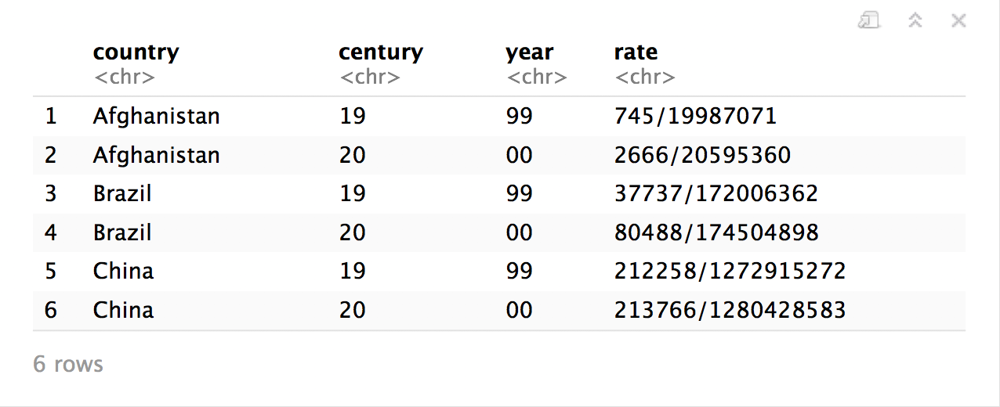 country century year rate
<chr> <chr> <chr> <chr>
1 Afghanistan 19 99 745/19987071
2 Afghanistan 20 00 2666/20595360
3 Brazil 19 99 37737/172006362
4 Brazil 20 00 80488/174504898
5 China 19 99 212258/1272915272
6 China 20 00 213766/1280428583
6 rows